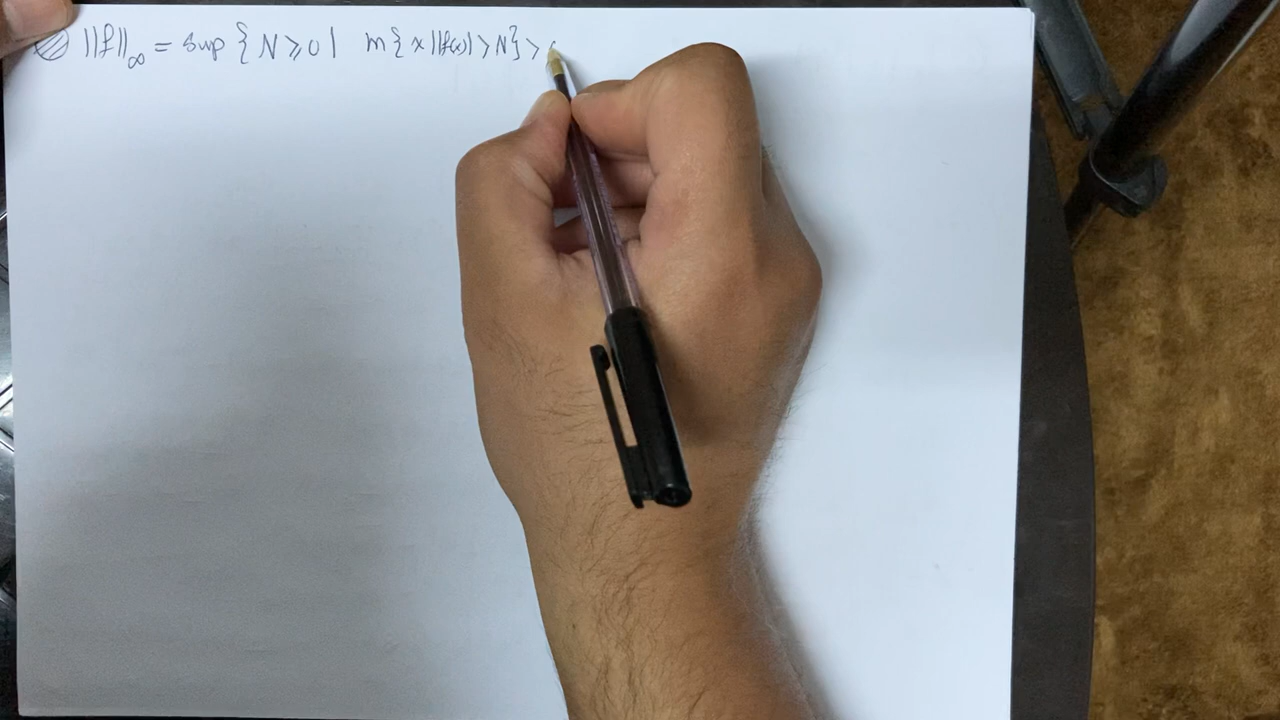 ||f||∞ = sup { N ≥ 0 | m{ x | |f(x)| > N } >